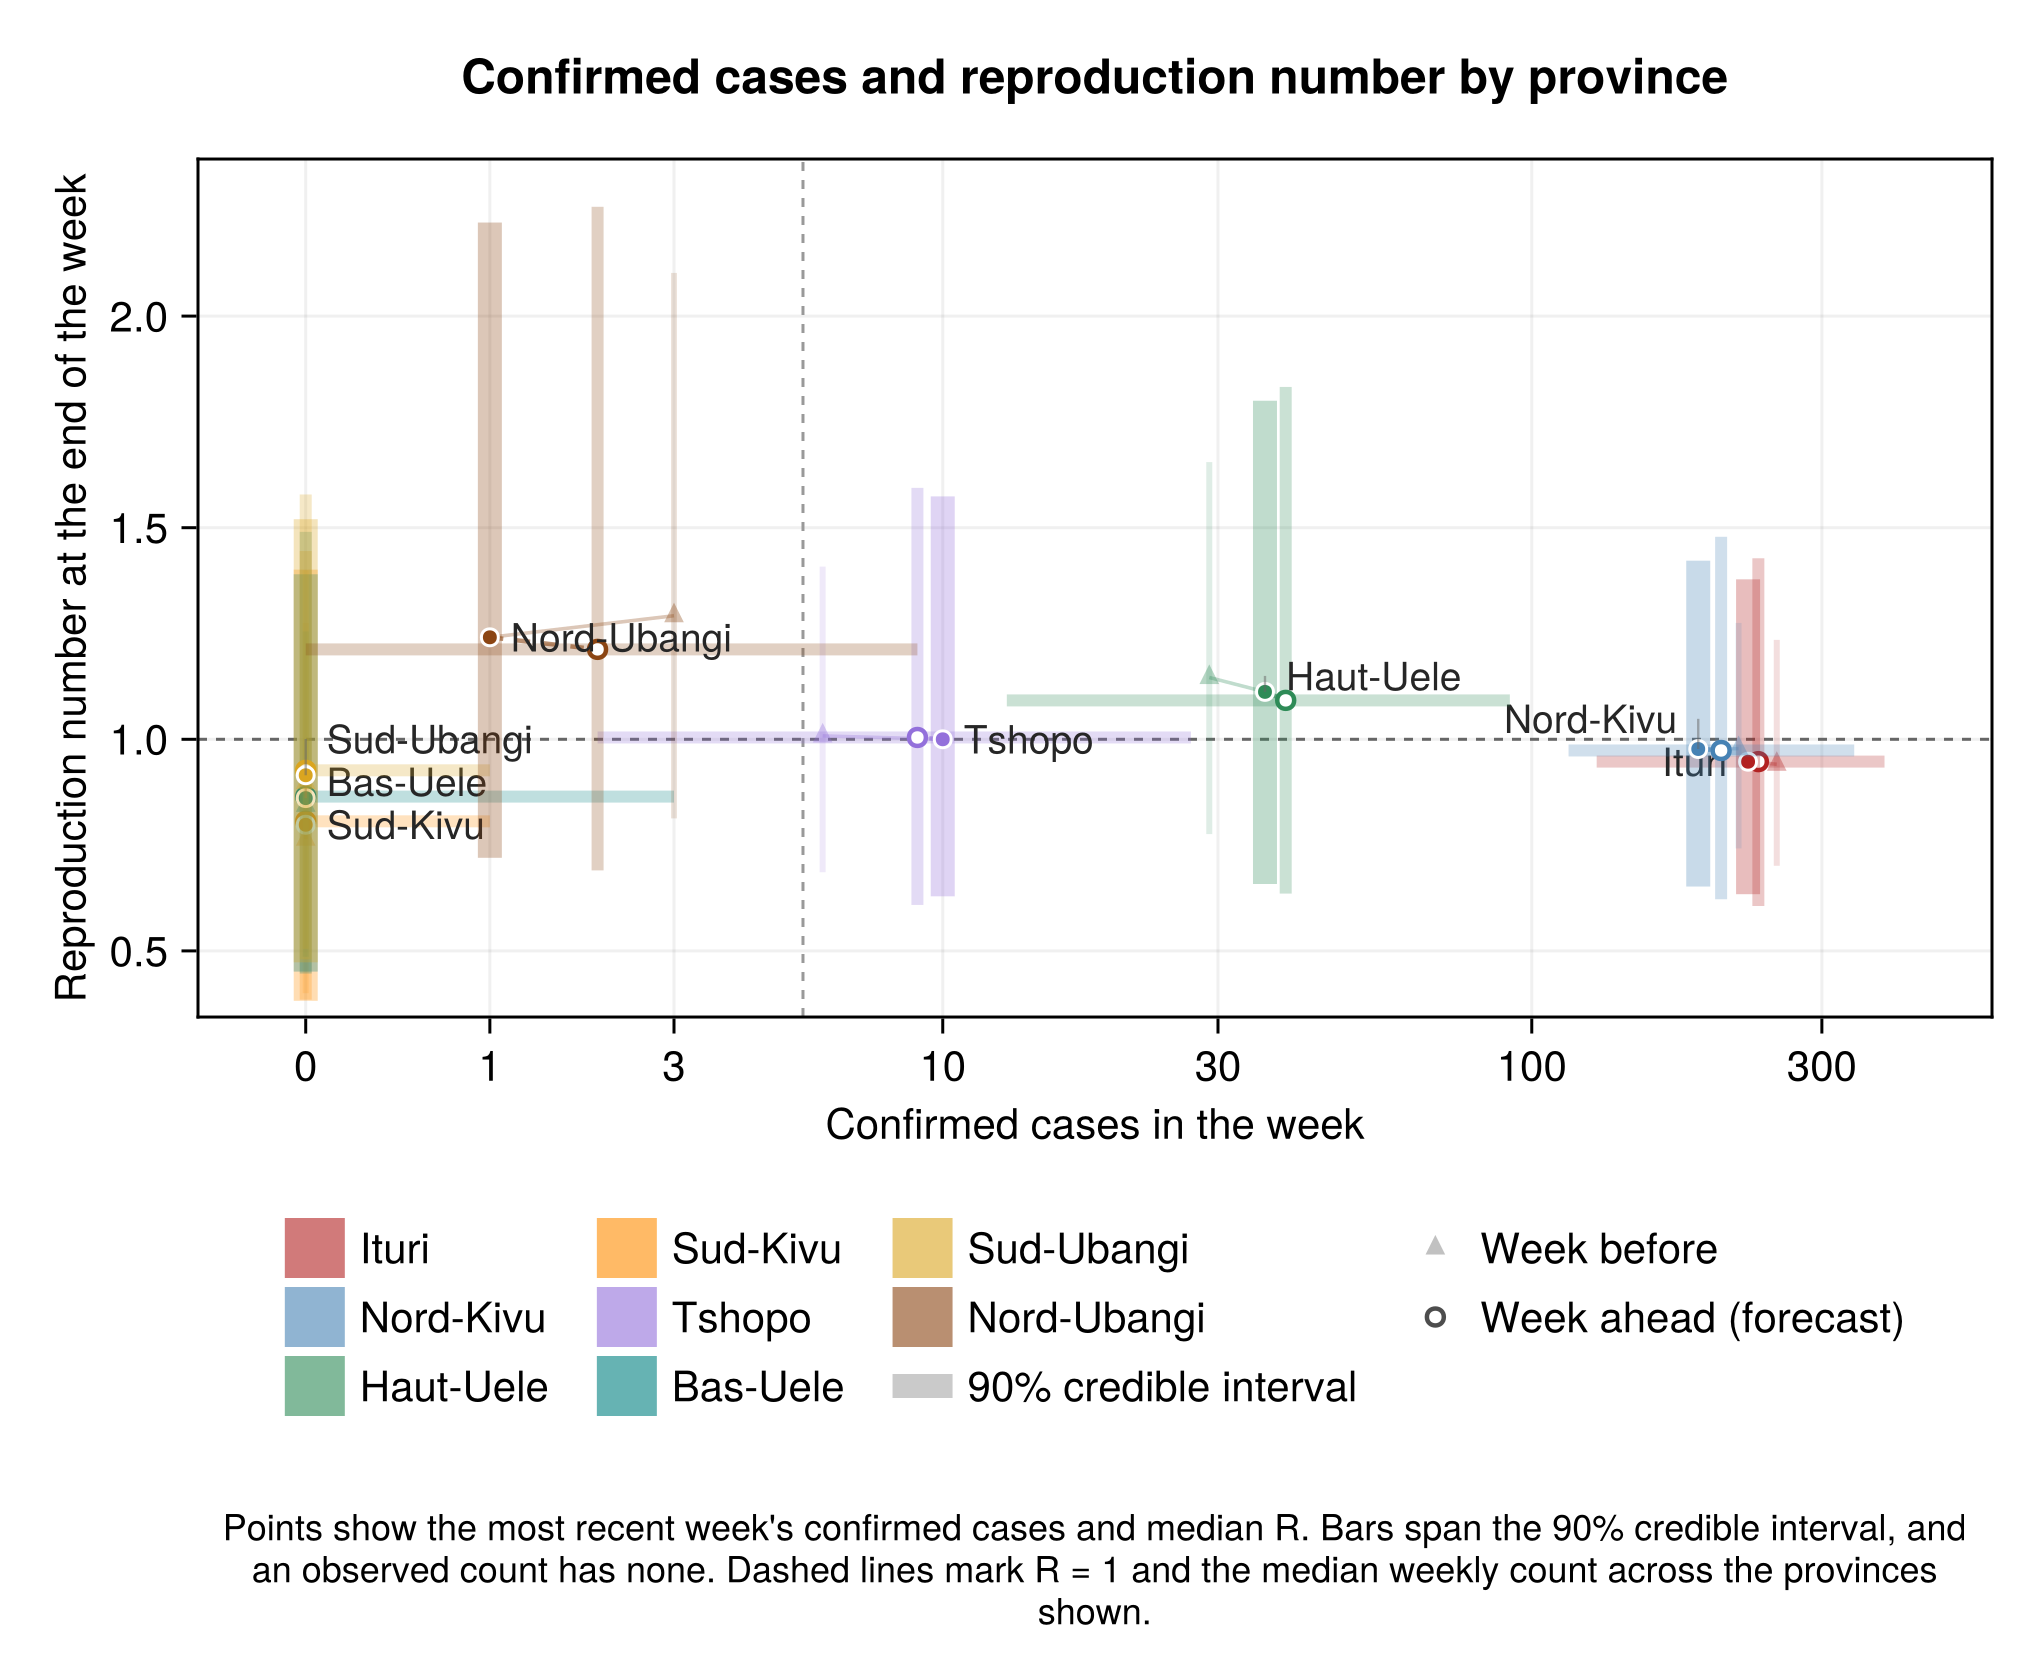 Confirmed cases and reproduction number by province
Reproduction number at the end of the week
2.0
1.5
1.0
0.5
Nord-Ubangi
Haut-Uele
Nord-Kivu
Sud-Ubangi
Tshopo
Ituri
Bas-Uele
Sud-Kivu
0 1 3 10 30 100 300
Confirmed cases in the week
Ituri Sud-Kivu Sud-Ubangi Week before
Nord-Kivu Tshopo Nord-Ubangi Week ahead (forecast)
Haut-Uele Bas-Uele 90% credible interval
Points show the most recent week's confirmed cases and median R. Bars span the 90% credible interval, and
an observed count has none. Dashed lines mark R = 1 and the median weekly count across the provinces
shown.